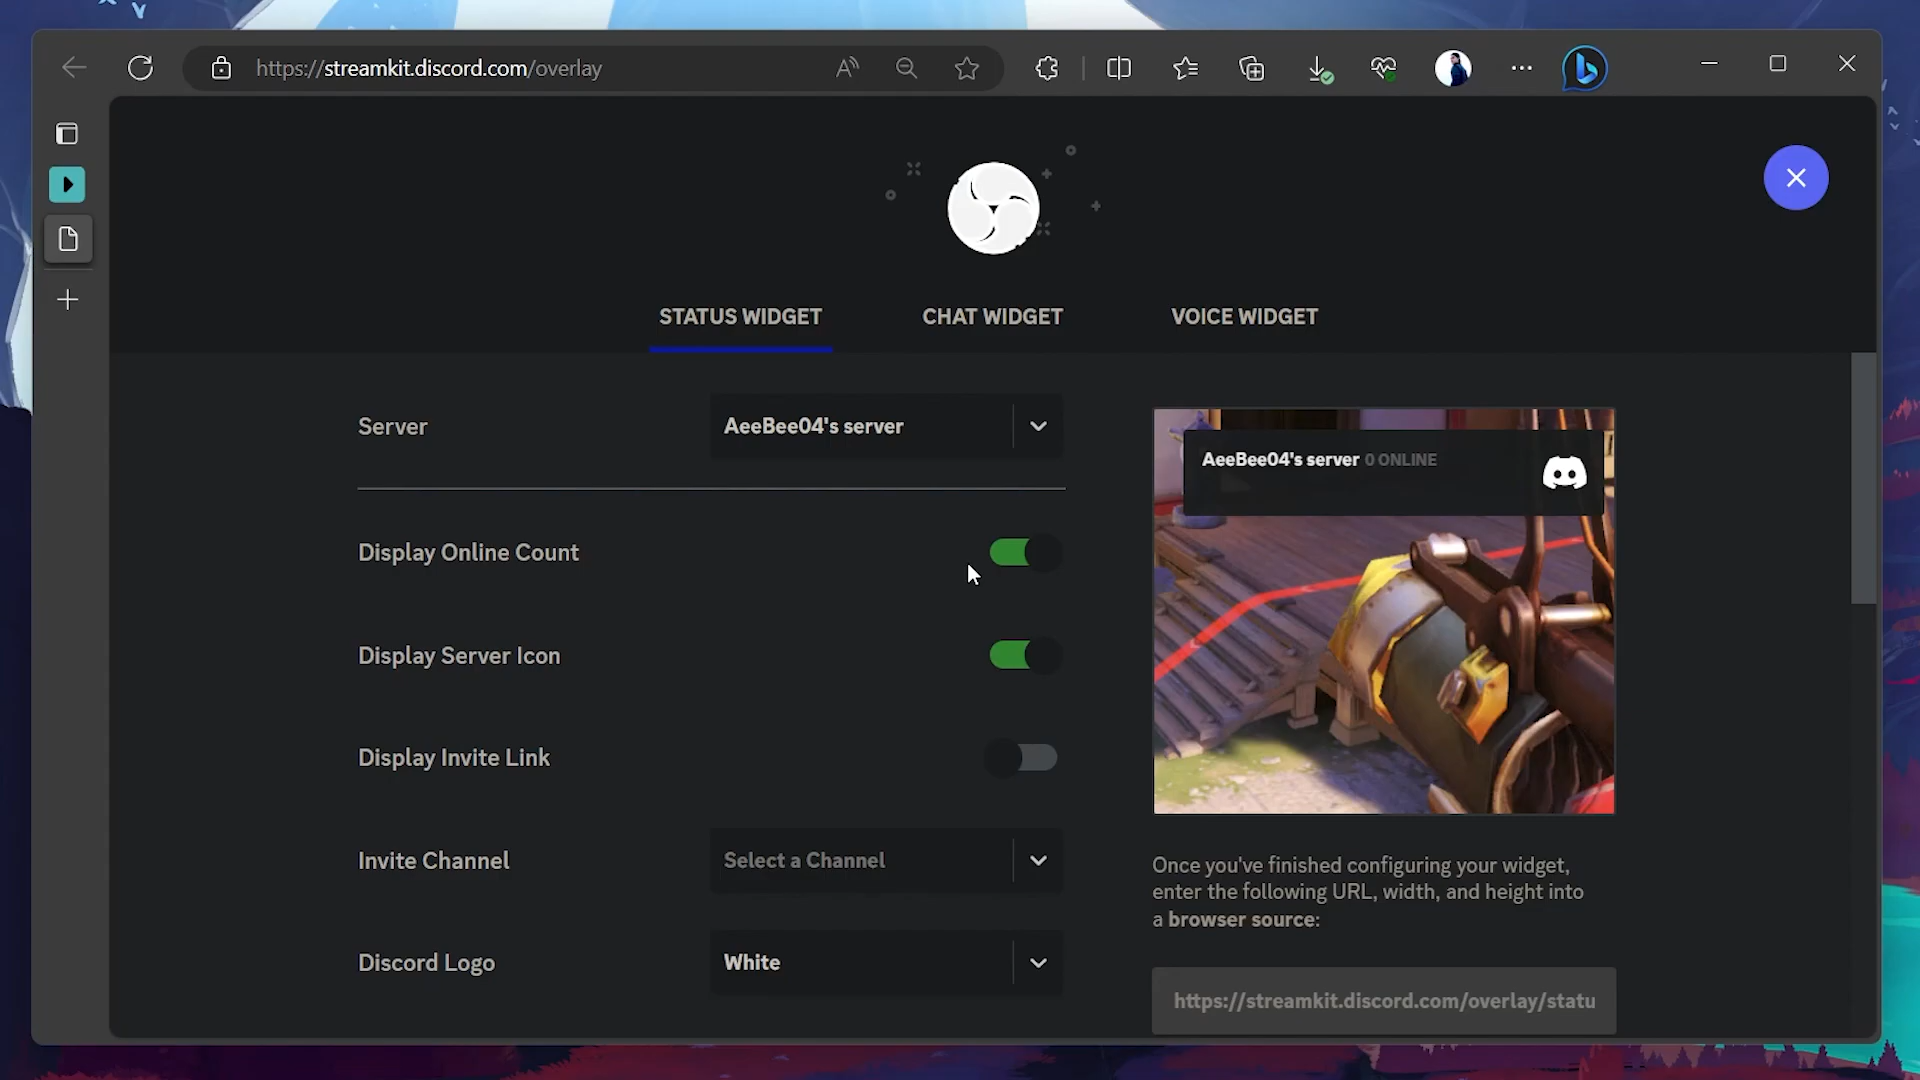 https://streamkit.discord.com/overlay
STATUS WIDGET
CHAT WIDGET
VOICE WIDGET
Server
AeeBee04's server
Display Online Count
Display Server Icon
Display Invite Link
Invite Channel
Select a Channel
Discord Logo
White
AeeBee04's server 0 ONLINE
Once you've finished configuring your widget,
enter the following URL, width, and height into
a browser source:
https://streamkit.discord.com/overlay/statu